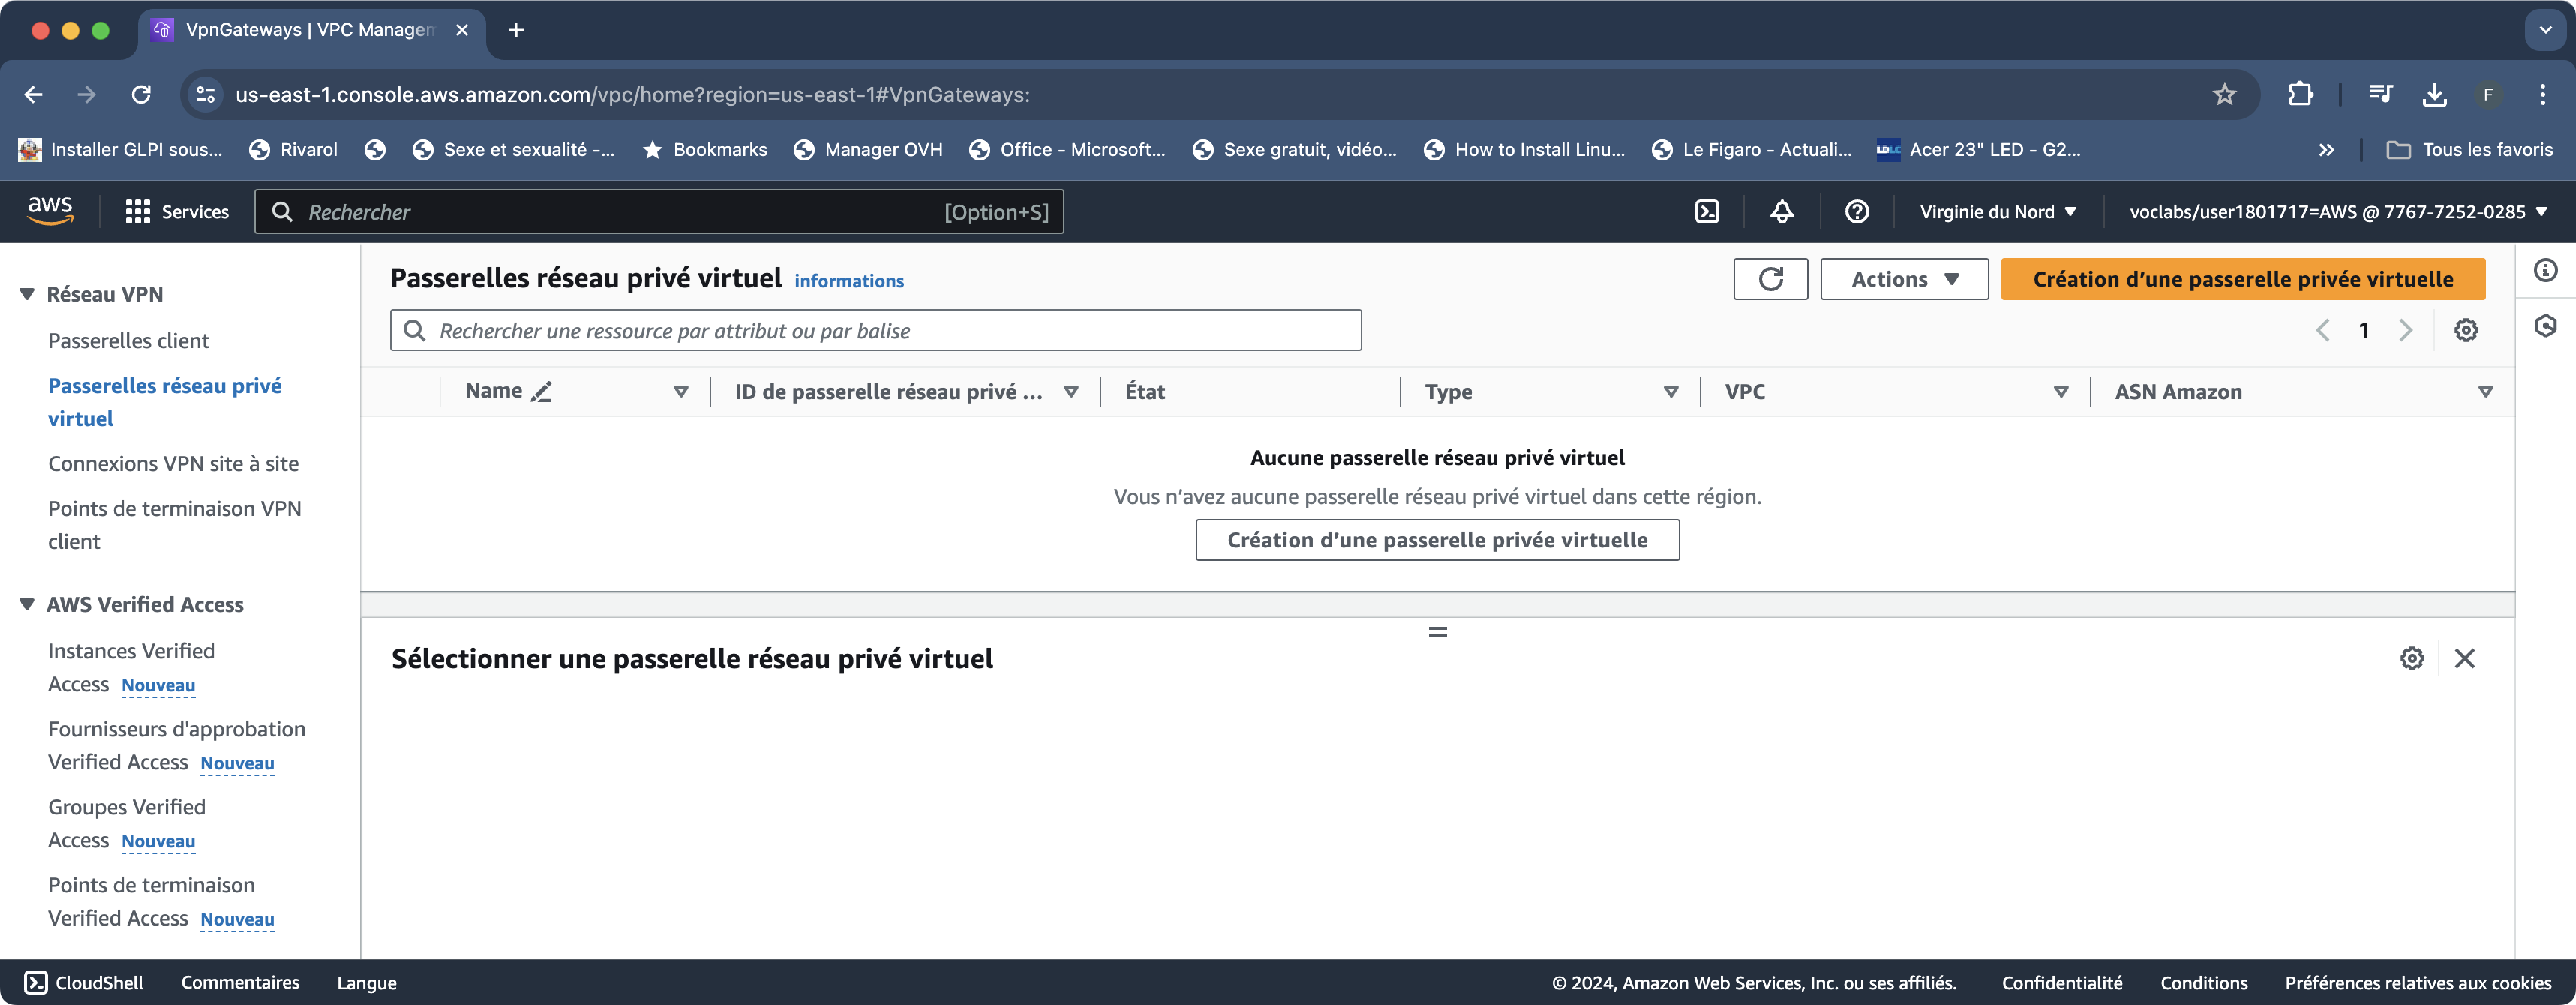 VpnGateways | VPC Managem
us-east-1.console.aws.amazon.com/vpc/home?region=us-east-1#VpnGateways:
F
Installer GLPI sous...
Rivarol
Sexe et sexualité -...
Bookmarks
Manager OVH
Office - Microsoft...
Sexe gratuit, vidéo...
How to Install Linu...
Le Figaro - Actuali...
LDLC
Acer 23" LED - G2...
Tous les favoris
aws
Services
Rechercher
[Option+S]
Virginie du Nord
voclabs/user1801717=AWS @ 7767-7252-0285
Réseau VPN
Passerelles client
Passerelles réseau privé
virtuel
Connexions VPN site à site
Points de terminaison VPN
client
AWS Verified Access
Instances Verified
Access Nouveau
Fournisseurs d'approbation
Verified Access Nouveau
Groupes Verified
Access Nouveau
Points de terminaison
Verified Access Nouveau
Passerelles réseau privé virtuel informations
Actions
Création d’une passerelle privée virtuelle
Rechercher une ressource par attribut ou par balise
1
Name
ID de passerelle réseau privé ...
État
Type
VPC
ASN Amazon
Aucune passerelle réseau privé virtuel
Vous n’avez aucune passerelle réseau privé virtuel dans cette région.
Création d’une passerelle privée virtuelle
Sélectionner une passerelle réseau privé virtuel
CloudShell
Commentaires
Langue
© 2024, Amazon Web Services, Inc. ou ses affiliés.
Confidentialité
Conditions
Préférences relatives aux cookies